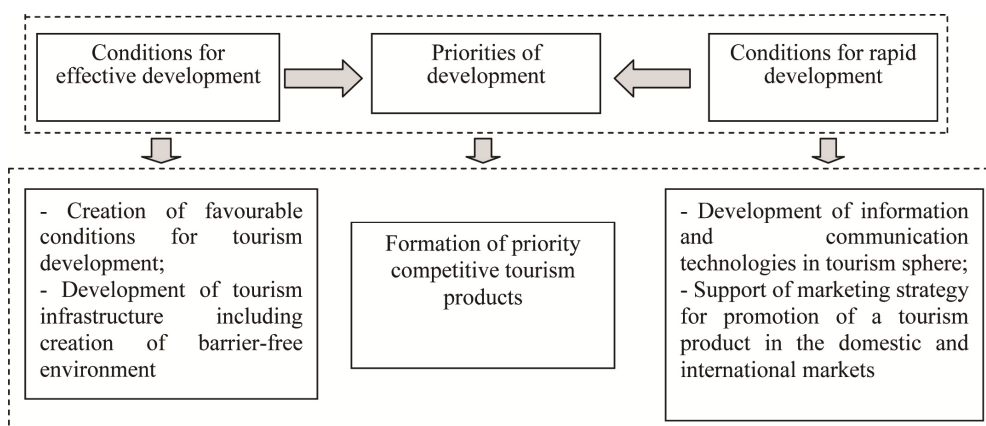 Conditions for
effective development
Priorities of
development
Conditions for rapid
development
- Creation of favourable
conditions for tourism
development;
- Development of tourism
infrastructure including
creation of barrier-free
environment
Formation of priority
competitive tourism
products
- Development of information
and communication
technologies in tourism sphere;
- Support of marketing strategy
for promotion of a tourism
product in the domestic and
international markets